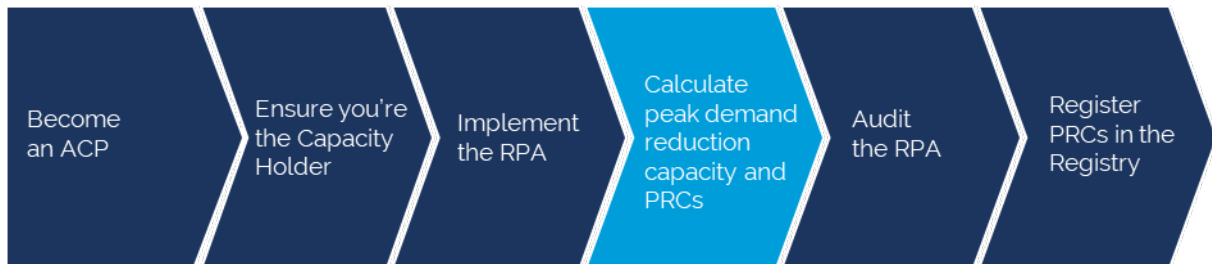 Become
an ACP
Ensure you're
the Capacity
Holder
Implement
the RPA
Calculate
peak demand
reduction
capacity and
PRCs
Audit
the RPA
Register
PRCs in the
Registry